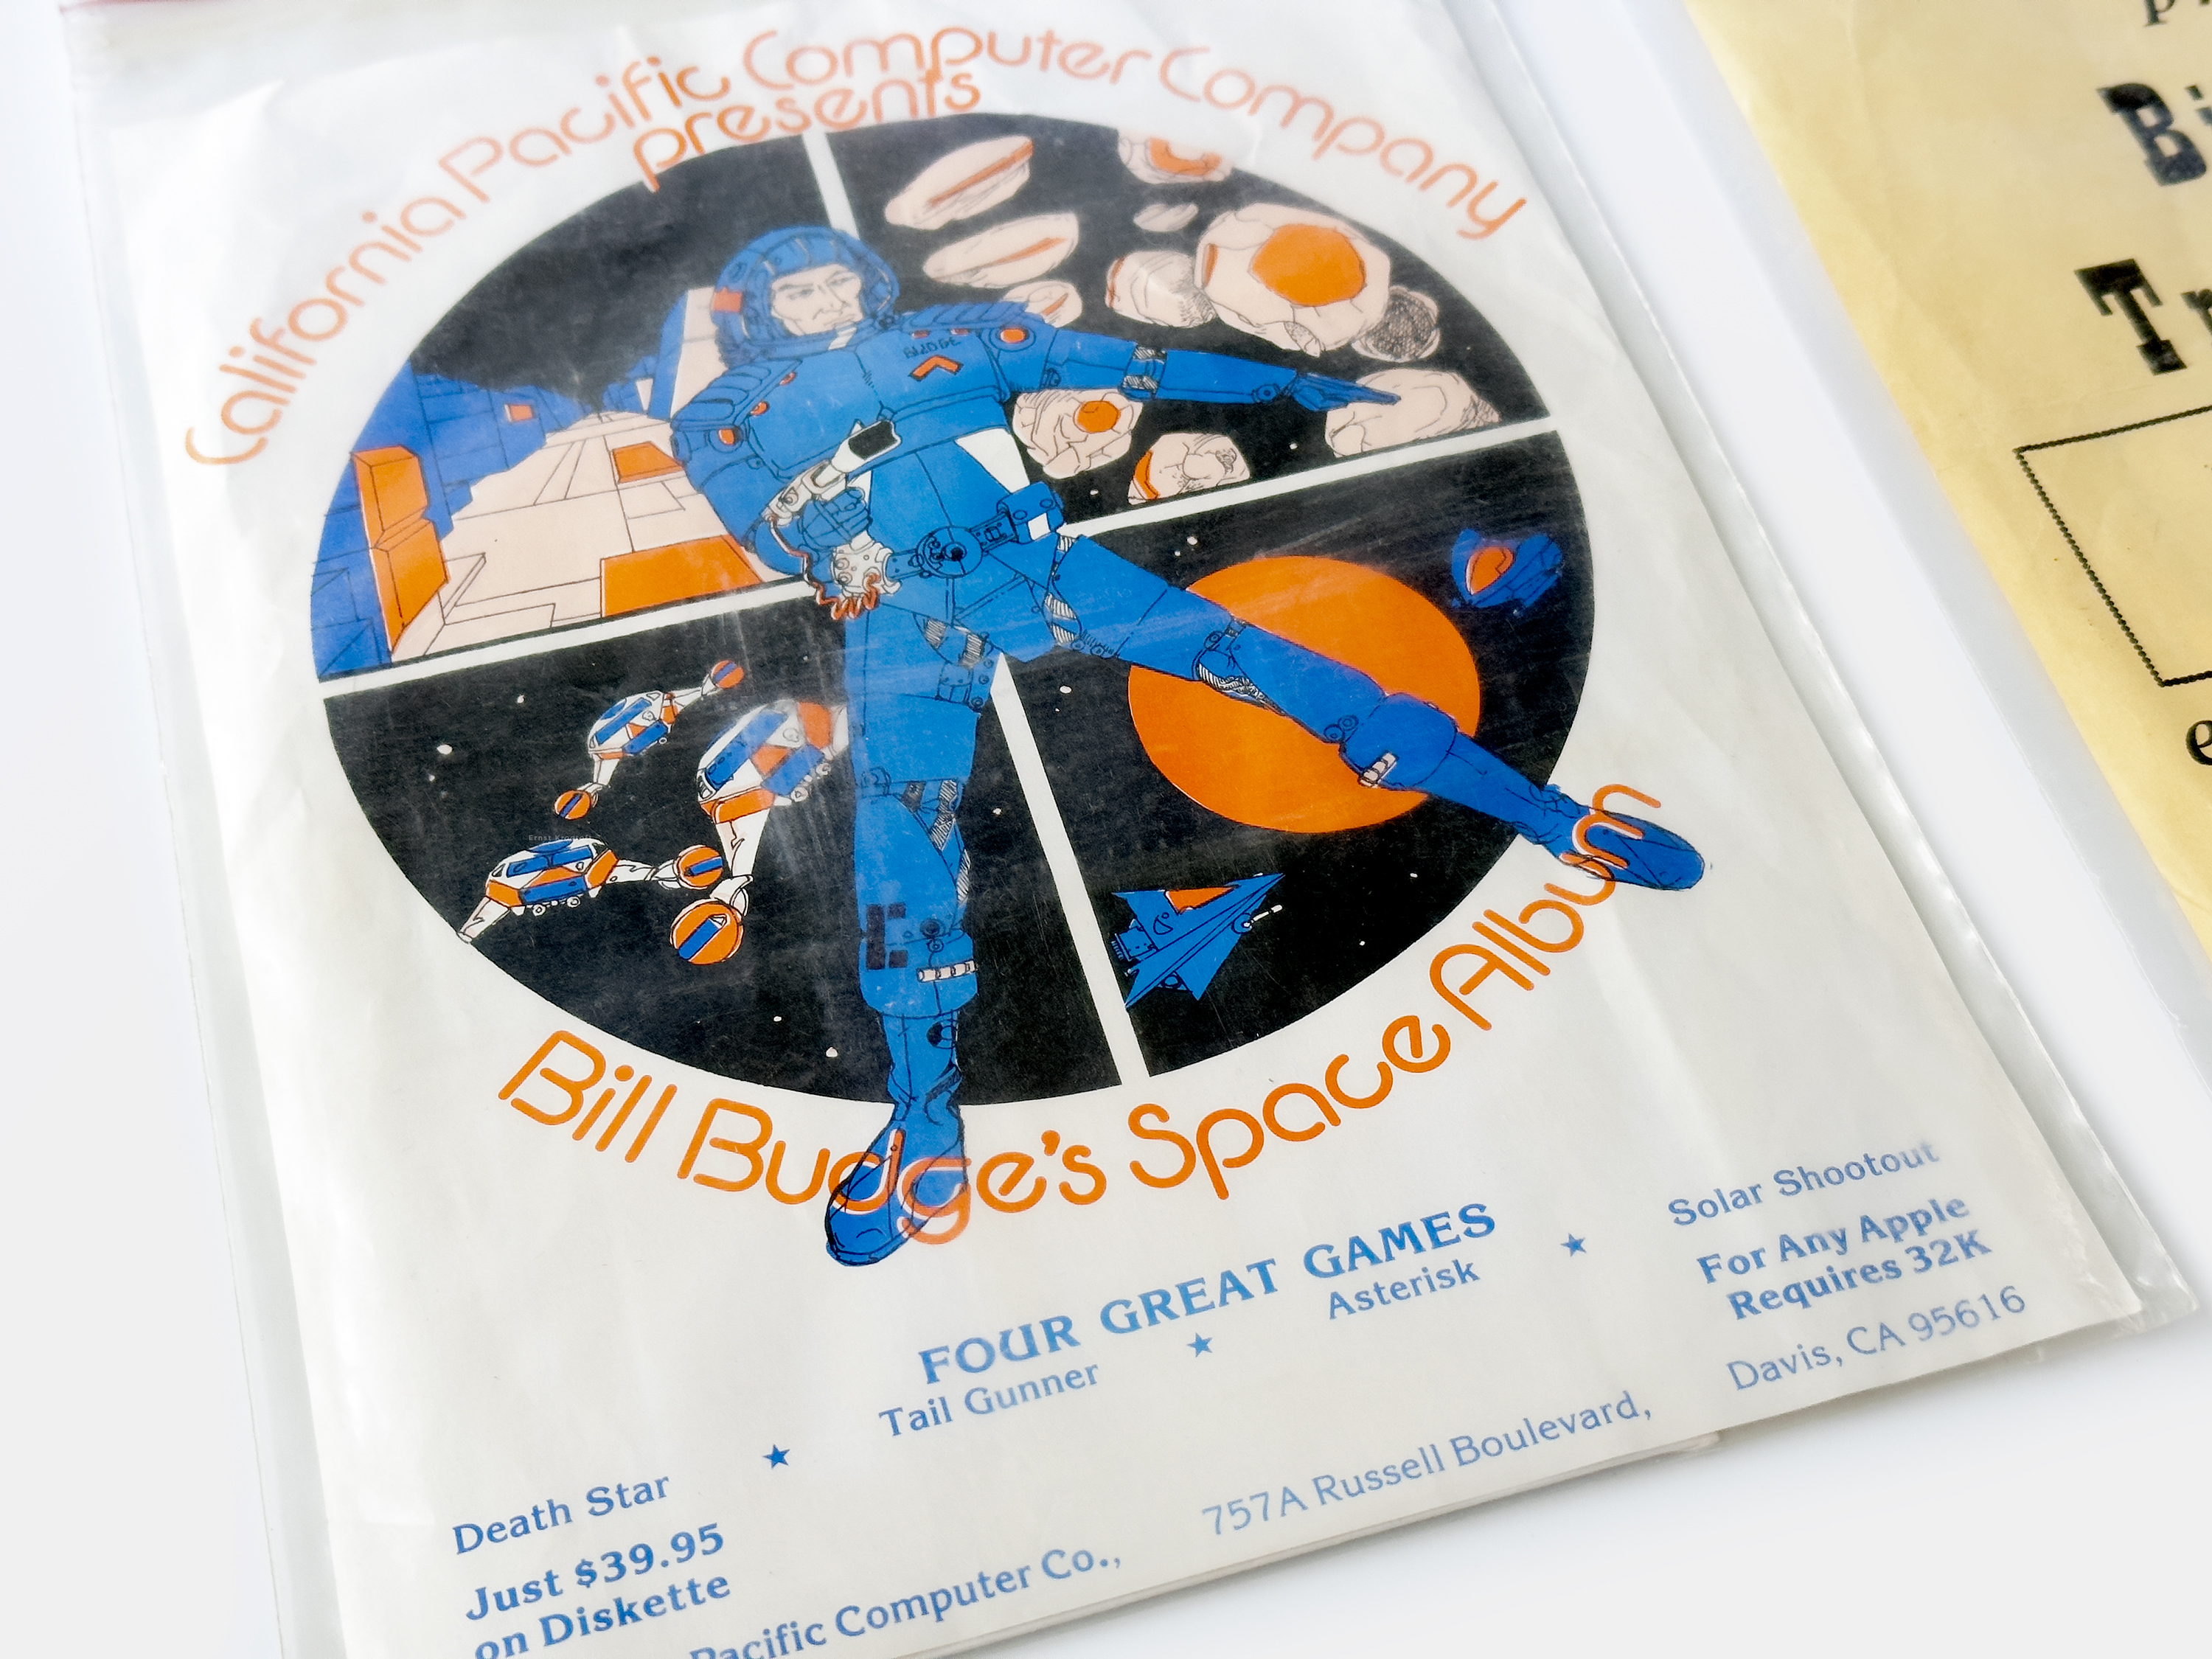 California Pacific Computer Company
presents
BUDGE
Bill Budge's Space Album
FOUR GREAT GAMES
Death Star ★ Tail Gunner ★ Asterisk ★ Solar Shootout
Just $39.95
on Diskette
For Any Apple
Requires 32K
Pacific Computer Co., 757A Russell Boulevard, Davis, CA 95616